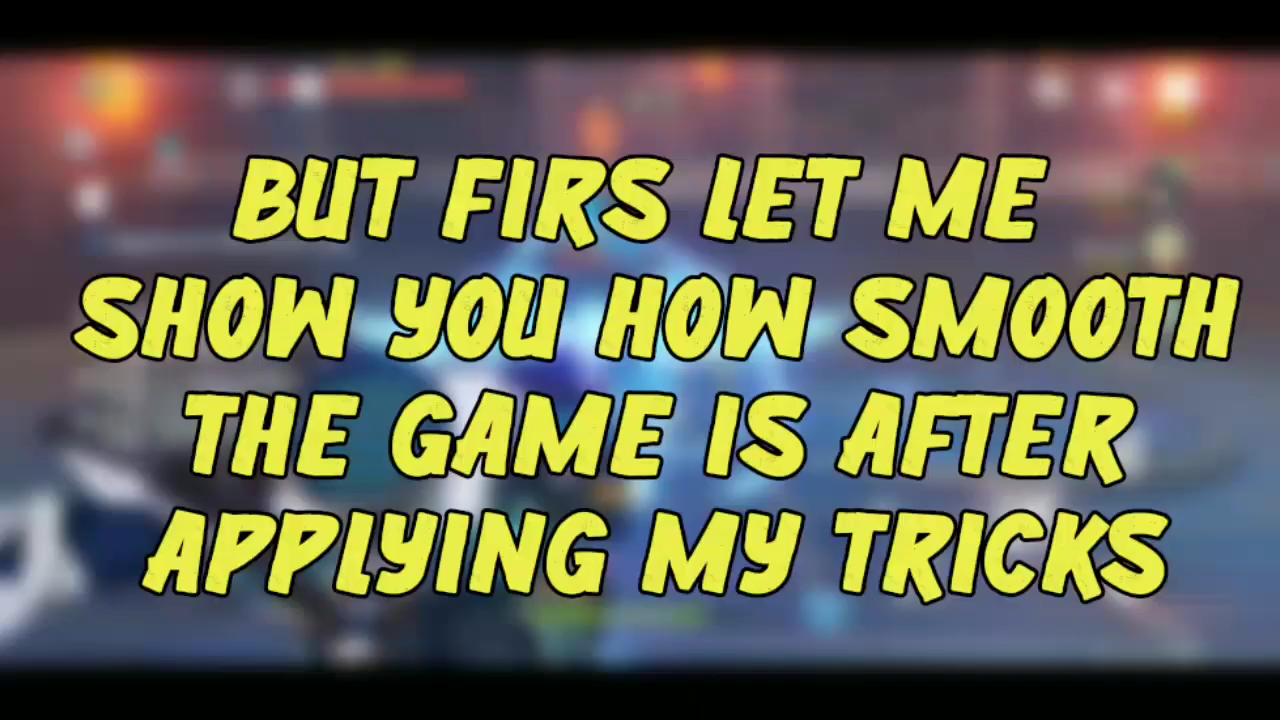 BUT FIRS LET ME
SHOW YOU HOW SMOOTH
THE GAME IS AFTER
APPLYING MY TRICKS